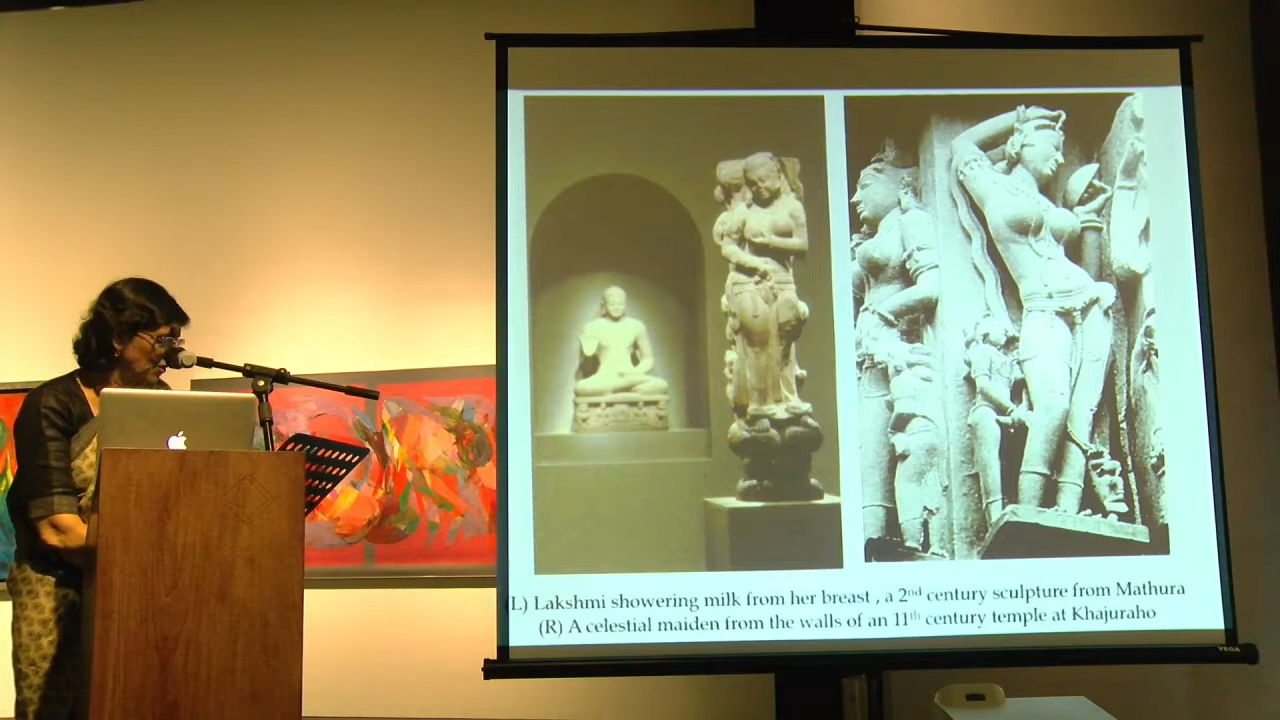 (L) Lakshmi showering milk from her breast , a 2nd century sculpture from Mathura
(R) A celestial maiden from the walls of an 11th century temple at Khajuraho
VEGA